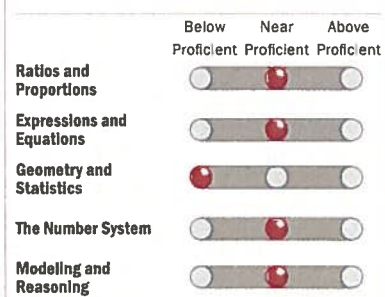 Below Near Above
Proficient Proficient Proficient
Ratios and
Proportions
Expressions and
Equations
Geometry and
Statistics
The Number System
Modeling and
Reasoning